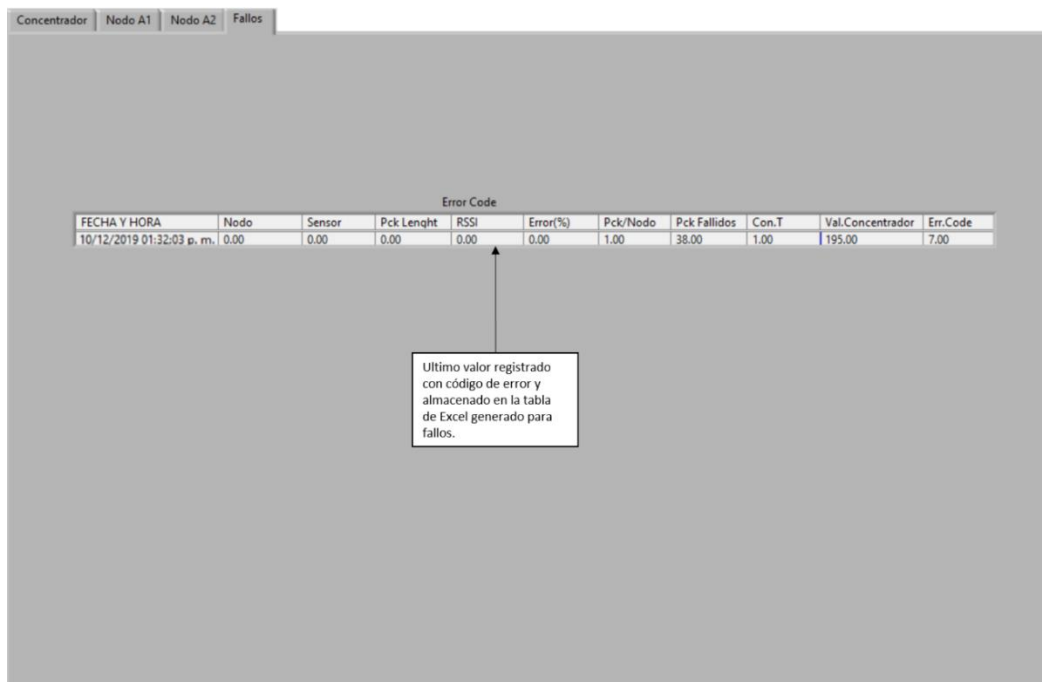 Concentrador Nodo A1 Nodo A2 Fallos
Error Code
FECHA Y HORA Nodo Sensor Pck Lenght RSSI Error(%) Pck/Nodo Pck Fallidos Con.T Val.Concentrador Err.Code
10/12/2019 01:32:03 p. m. 0.00 0.00 0.00 0.00 0.00 1.00 38.00 1.00 195.00 7.00
Ultimo valor registrado
con código de error y
almacenado en la tabla
de Excel generado para
fallos.